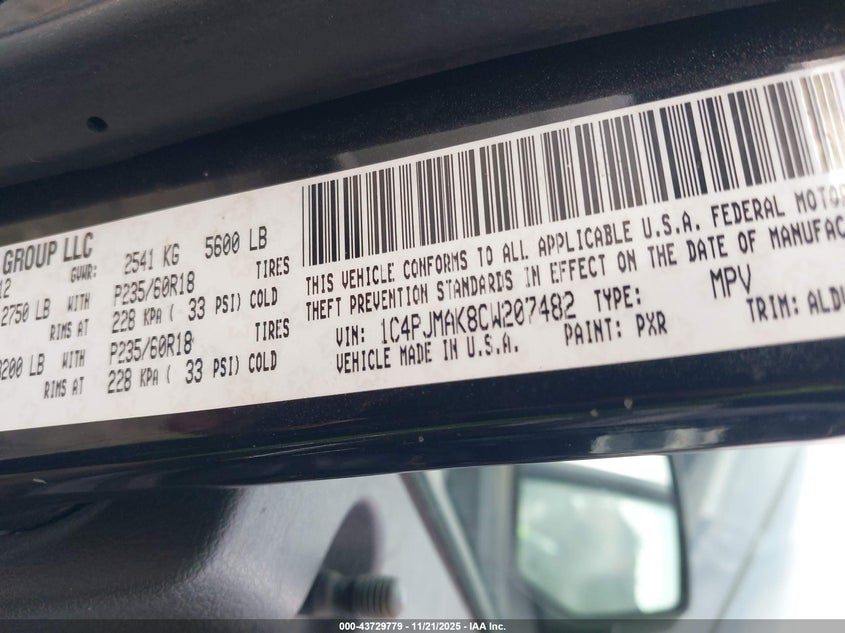 GROUP LLC
GVWR: 2541 KG 5600 LB
12
2750 LB WITH P235/60R18 TIRES
RIMS AT 228 KPA ( 33 PSI) COLD
200 LB WITH P235/60R18 TIRES
RIMS AT 228 KPA ( 33 PSI) COLD
THIS VEHICLE CONFORMS TO ALL APPLICABLE U.S.A. FEDERAL MOTOR
THEFT PREVENTION STANDARDS IN EFFECT ON THE DATE OF MANUFAC
VIN: 1C4PJMAK8CW207482 TYPE: MPV
VEHICLE MADE IN U.S.A. PAINT: PXR TRIM: ALDV
000-43729779 — 11/21/2025 — IAA Inc.